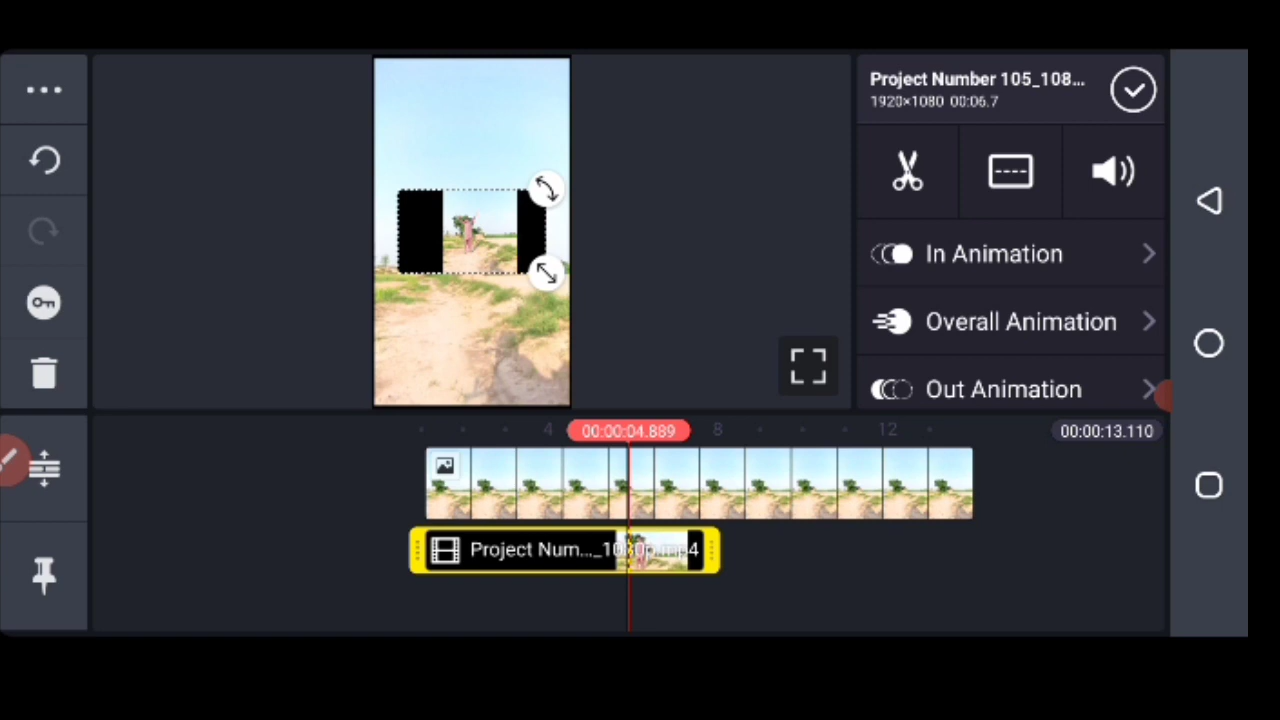 Project Number 105_108...
1920×1080 00:06.7
In Animation
Overall Animation
Out Animation
4
00:00:04.889
8
12
00:00:13.110
Project Num..._1080p.mp4